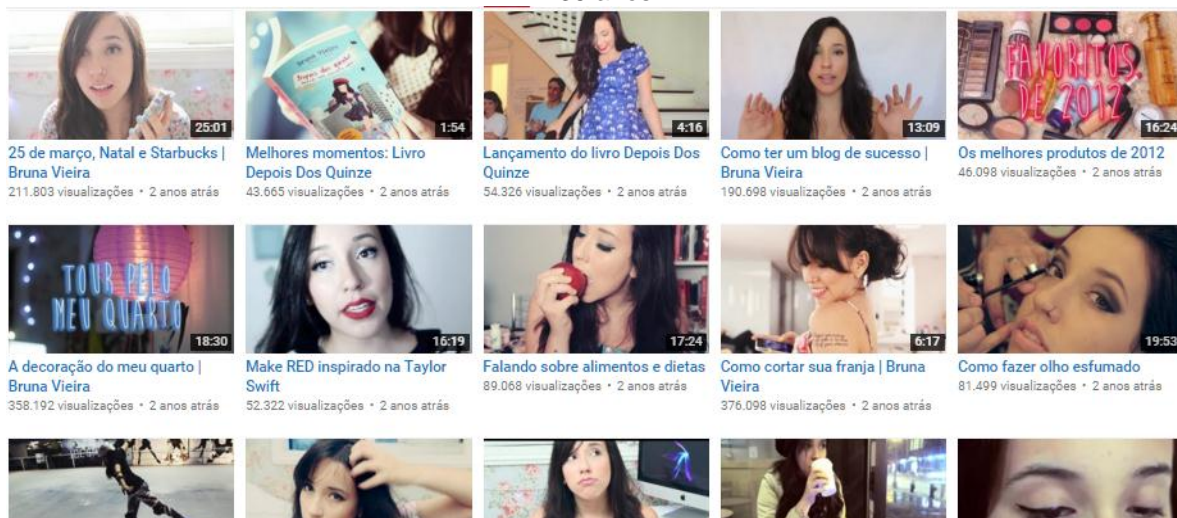 25:01
1:54
4:16
13:09
FAVORITOS
DE 2012
16:24
25 de março, Natal e Starbucks |
Bruna Vieira
211.803 visualizações • 2 anos atrás
Melhores momentos: Livro
Depois Dos Quinze
43.665 visualizações • 2 anos atrás
Lançamento do livro Depois Dos
Quinze
54.326 visualizações • 2 anos atrás
Como ter um blog de sucesso |
Bruna Vieira
190.698 visualizações • 2 anos atrás
Os melhores produtos de 2012
46.098 visualizações • 2 anos atrás
TOUR PELO
MEU QUARTO
18:30
16:19
17:24
6:17
19:53
A decoração do meu quarto |
Bruna Vieira
358.192 visualizações • 2 anos atrás
Make RED inspirado na Taylor
Swift
52.322 visualizações • 2 anos atrás
Falando sobre alimentos e dietas
89.068 visualizações • 2 anos atrás
Como cortar sua franja | Bruna
Vieira
376.098 visualizações • 2 anos atrás
Como fazer olho esfumado
81.499 visualizações • 2 anos atrás